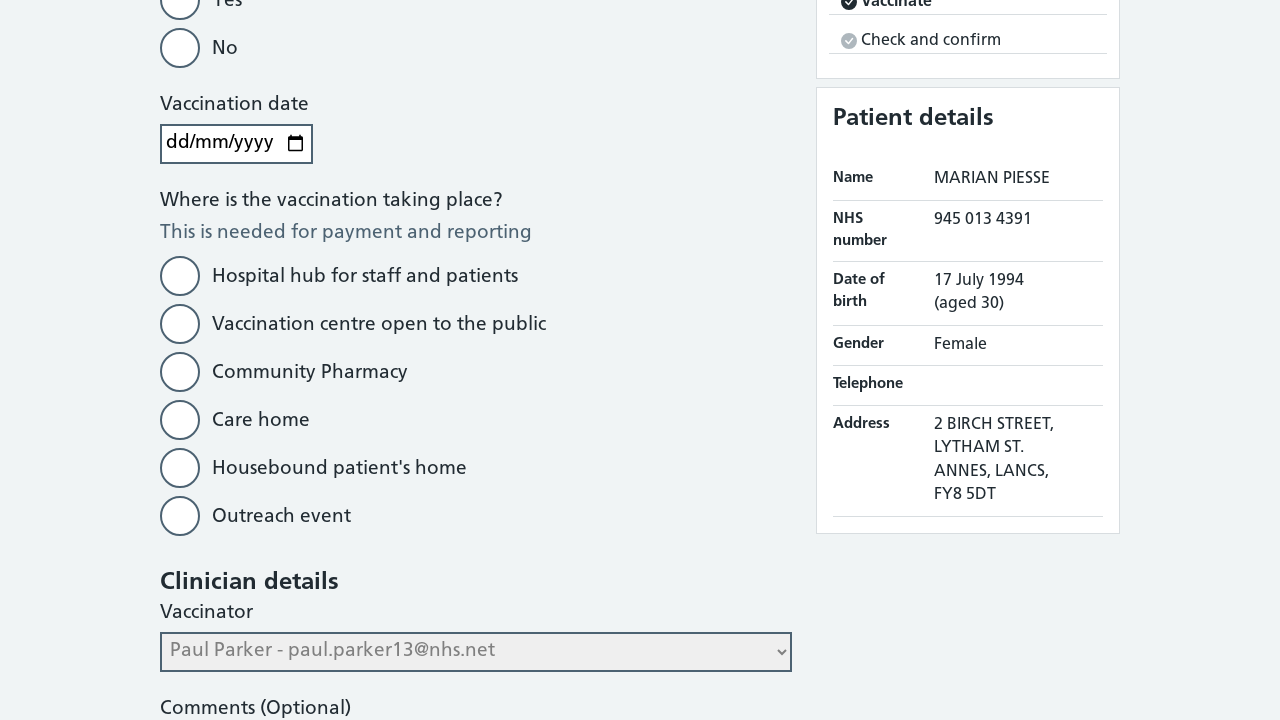 Yes
No
Vaccination date
dd/mm/yyyy
Where is the vaccination taking place?
This is needed for payment and reporting
Hospital hub for staff and patients
Vaccination centre open to the public
Community Pharmacy
Care home
Housebound patient's home
Outreach event
Clinician details
Vaccinator
Paul Parker - paul.parker13@nhs.net
Comments (Optional)
Vaccinate
Check and confirm
Patient details
Name MARIAN PIESSE
NHS number 945 013 4391
Date of birth 17 July 1994
(aged 30)
Gender Female
Telephone
Address 2 BIRCH STREET,
LYTHAM ST.
ANNES, LANCS,
FY8 5DT